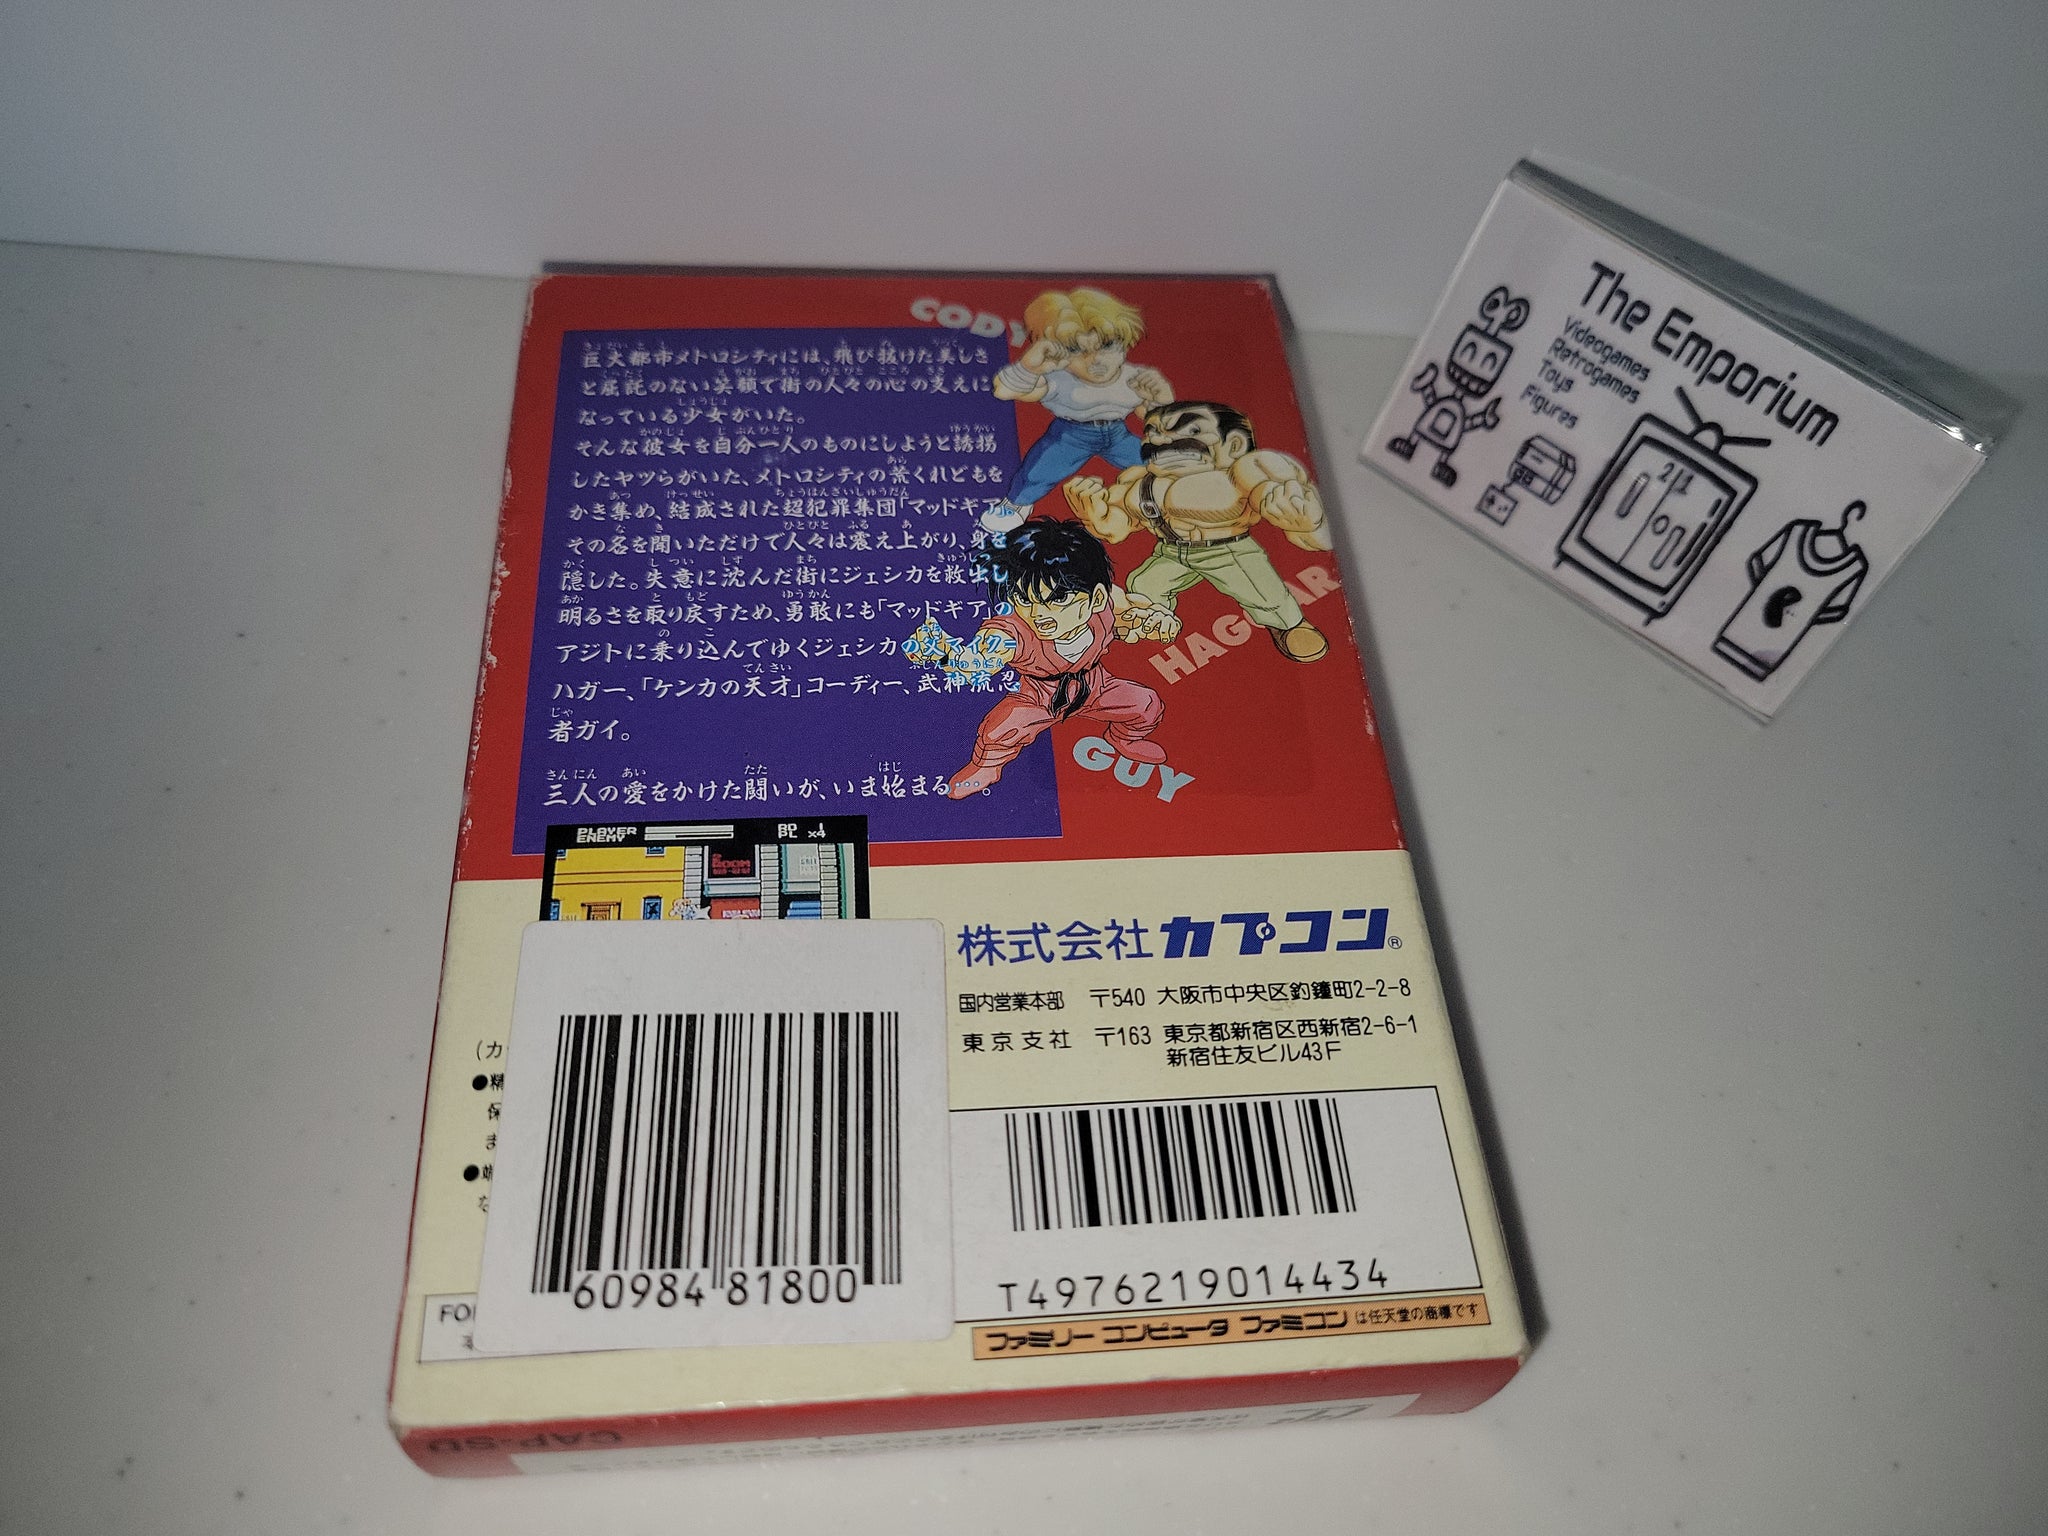 CODY
巨大都市メトロシティには、飛び抜けた美しさ
と屈託のない笑顔で街の人々の心の支えに
なっている少女がいた。
そんな彼女を自分一人のものにしようと誘拐
したヤツらがいた、メトロシティの荒くれどもを
かき集め、結成された超犯罪集団「マッドギア」。
その名を聞いただけで人々は震え上がり、身を
隠した。失意に沈んだ街にジェシカを救出し
明るさを取り戻すため、勇敢にも「マッドギア」の
アジトに乗り込んでゆくジェシカの父マイク=
ハガー、「ケンカの天才」コーディー、武神流忍
者ガイ。
三人の愛をかけた闘いが、いま始まる…。
HAGGAR
GUY
PLAYER
ENEMY
×4
ROOM
株式会社カプコン®
国内営業本部 〒540 大阪市中央区釣鐘町2-2-8
東京支社 〒163 東京都新宿区西新宿2-6-1
新宿住友ビル43F
(カ
●精
保
ま
●端
な
FO
60984 81800
T4976219014434
ファミリーコンピュータ ファミコン は任天堂の商標です
CAP-SD
The Emporium
Videogames
Retrogames
Toys
Figures
21